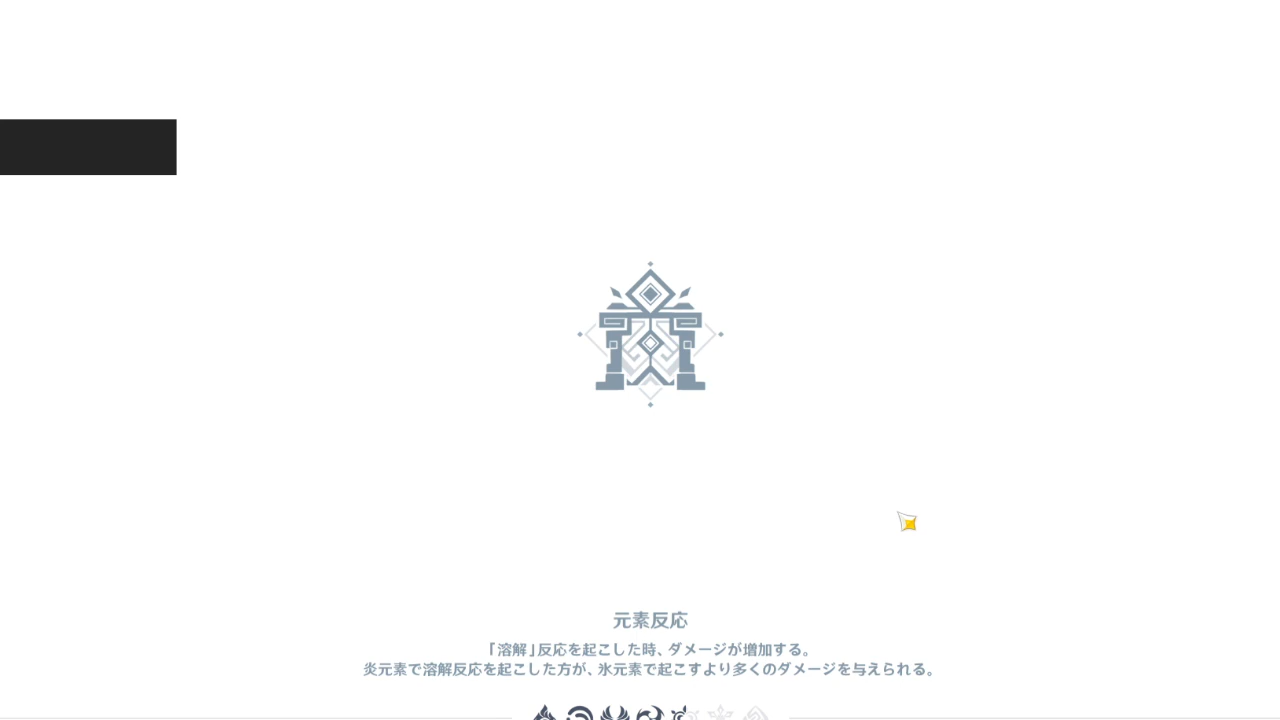 元素反応
「溶解」反応を起こした時、ダメージが増加する。
炎元素で溶解反応を起こした方が、氷元素で起こすより多くのダメージを与えられる。